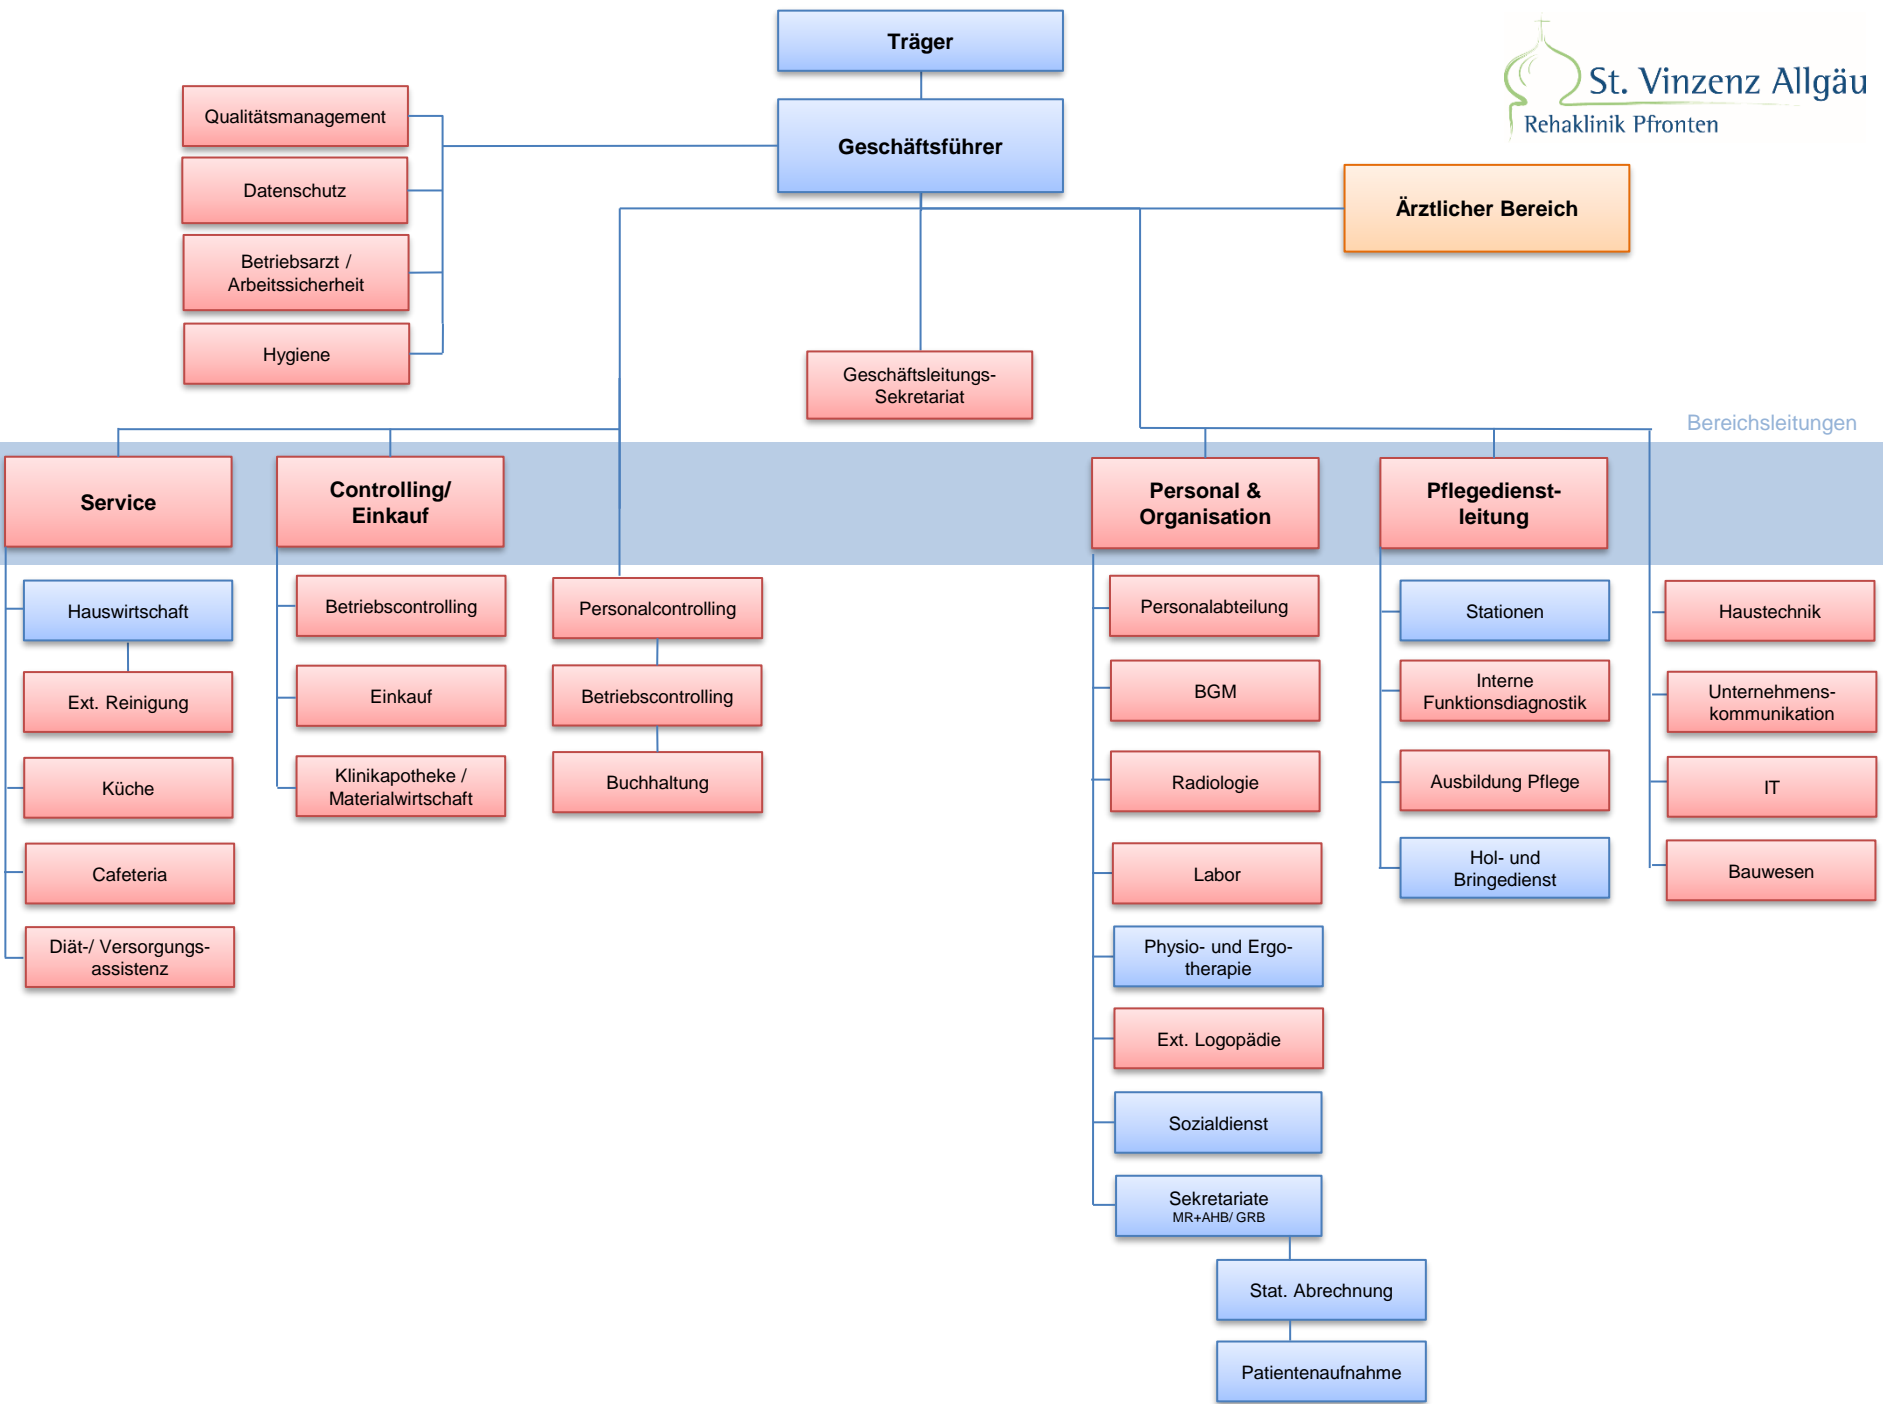 Träger
St. Vinzenz Allgäu
Rehaklinik Pfronten
Qualitätsmanagement
Geschäftsführer
Datenschutz
Ärztlicher Bereich
Betriebsarzt /
Arbeitssicherheit
Hygiene
Geschäftsleitungs-
Sekretariat
Bereichsleitungen
Service
Controlling/
Einkauf
Personal &
Organisation
Pflegedienst-
leitung
Hauswirtschaft
Ext. Reinigung
Küche
Cafeteria
Diät-/ Versorgungs-
assistenz
Betriebscontrolling
Einkauf
Klinikapotheke /
Materialwirtschaft
Personalcontrolling
Betriebscontrolling
Buchhaltung
Personalabteilung
BGM
Radiologie
Labor
Physio- und Ergo-
therapie
Ext. Logopädie
Sozialdienst
Sekretariate
MR+AHB/ GRB
Stat. Abrechnung
Patientenaufnahme
Stationen
Interne
Funktionsdiagnostik
Ausbildung Pflege
Hol- und
Bringedienst
Haustechnik
Unternehmens-
kommunikation
IT
Bauwesen